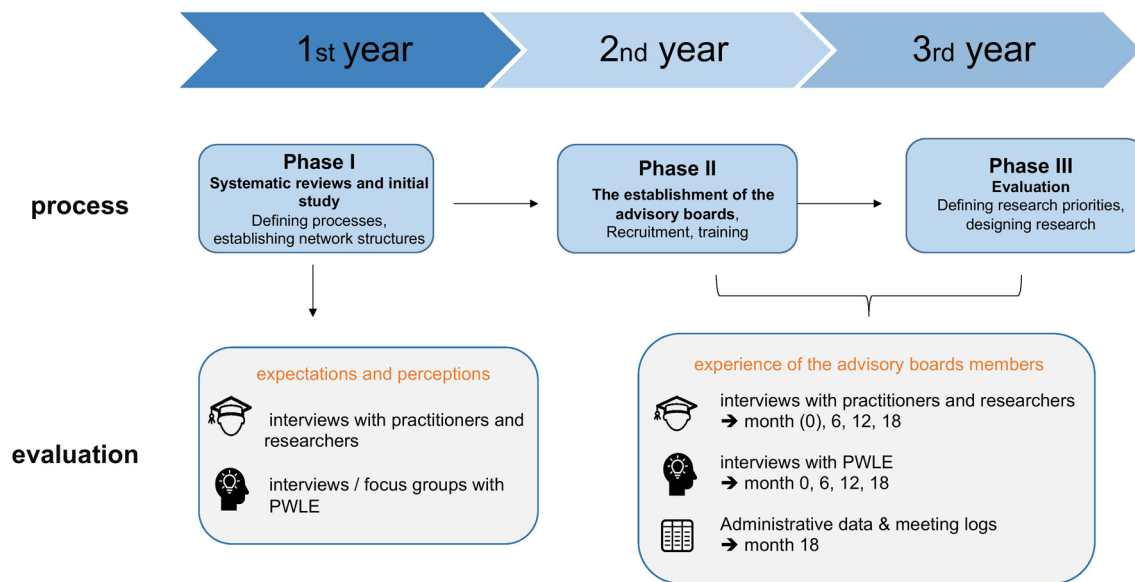 1st year
2nd year
3rd year
process
Phase I
Systematic reviews and initial
study
Defining processes,
establishing network structures
Phase II
The establishment of the
advisory boards,
Recruitment, training
Phase III
Evaluation
Defining research priorities,
designing research
evaluation
expectations and perceptions
interviews with practitioners and
researchers
interviews / focus groups with
PWLE
experience of the advisory boards members
interviews with practitioners and researchers
➔ month (0), 6, 12, 18
interviews with PWLE
➔ month 0, 6, 12, 18
Administrative data & meeting logs
➔ month 18